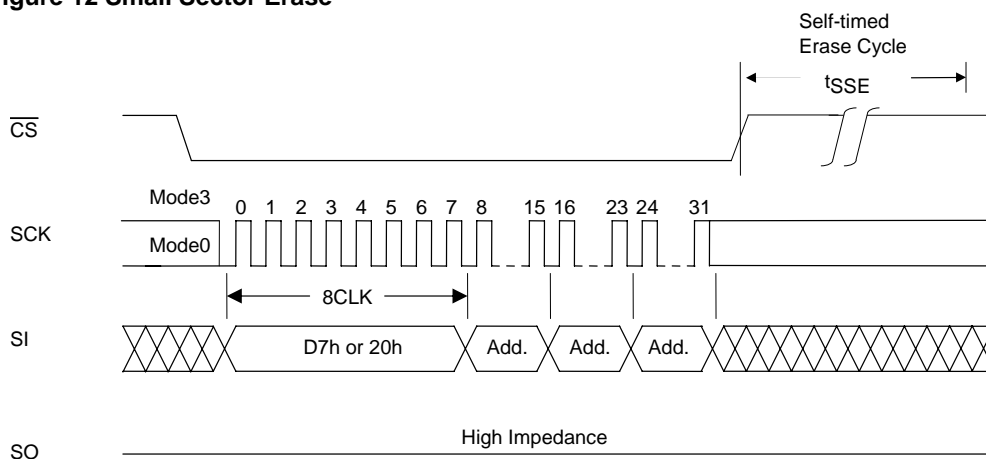 Figure 12 Small Sector Erase
Self-timed
Erase Cycle
tSSE
CS
Mode3
0 1 2 3 4 5 6 7 8 15 16 23 24 31
SCK
Mode0
8CLK
SI
D7h or 20h Add. Add. Add.
High Impedance
SO